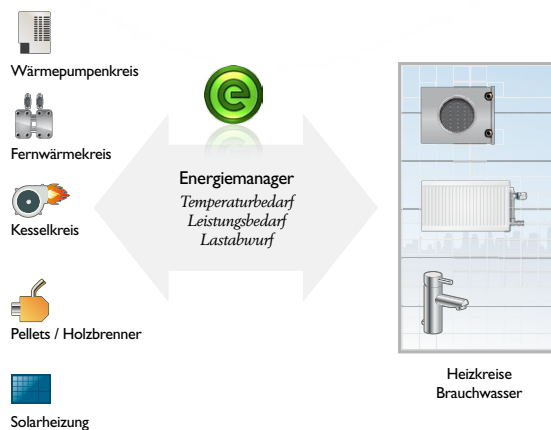 Wärmepumpenkreis
Fernwärmekreis
Kesselkreis
Pellets / Holzbrenner
Solarheizung
e
Energiemanager
Temperaturbedarf
Leistungsbedarf
Lastabwurf
Heizkreise
Brauchwasser